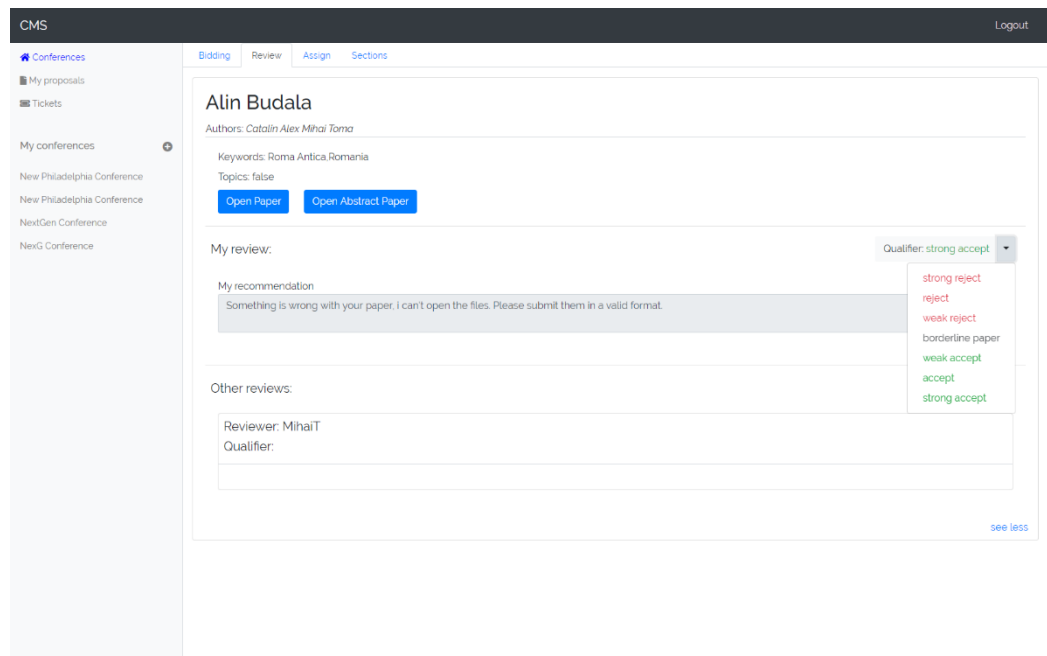 CMS
Logout
Conferences
My proposals
Tickets
My conferences
New Philadelphia Conference
New Philadelphia Conference
NextGen Conference
NexG Conference
Bidding Review Assign Sections
Alin Budala
Authors: Catalin Alex Mihai Toma
Keywords: Roma Antica,Romania
Topics: false
Open Paper Open Abstract Paper
My review:
Qualifier: strong accept
strong reject
reject
weak reject
borderline paper
weak accept
accept
strong accept
My recommendation
Something is wrong with your paper, i can't open the files. Please submit them in a valid format.
Other reviews:
Reviewer: MihaiT
Qualifier:
see less